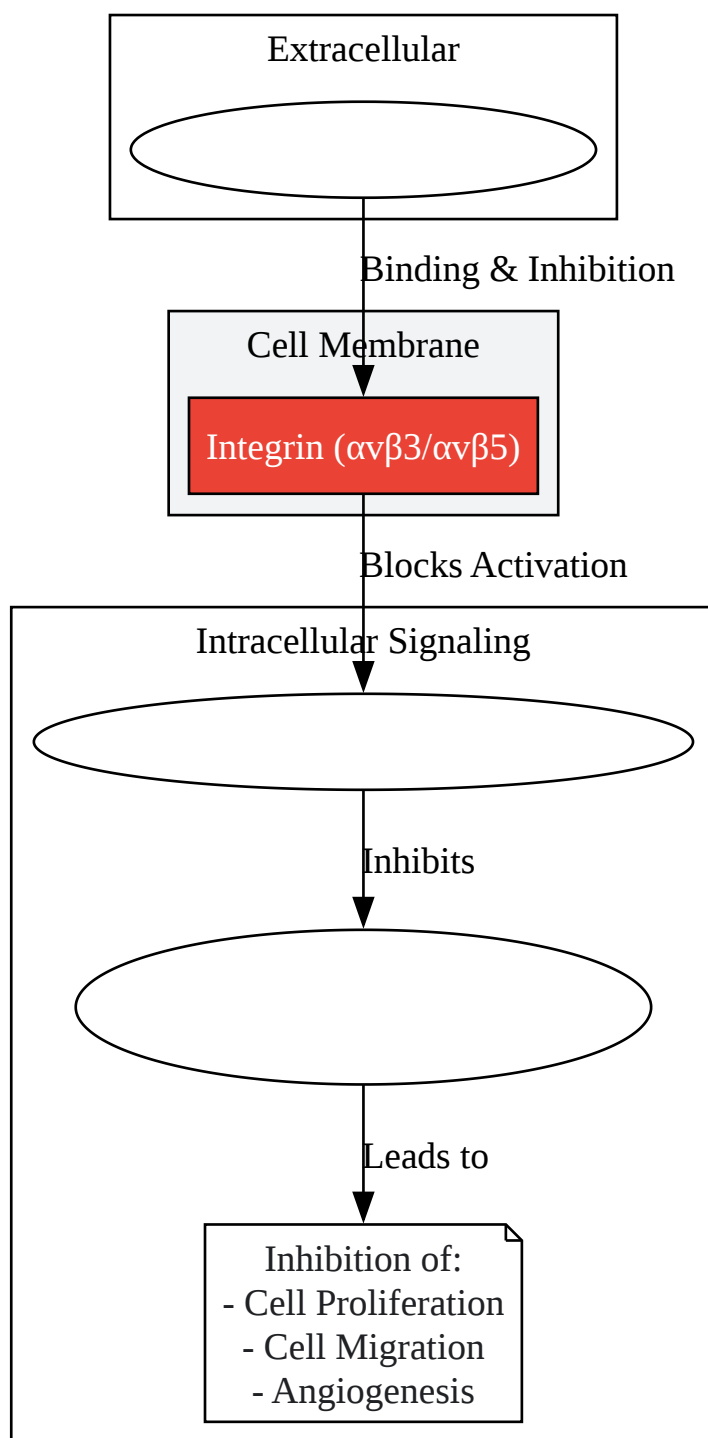 Extracellular
Binding & Inhibition
Cell Membrane
Integrin (αvβ3/αvβ5)
Blocks Activation
Intracellular Signaling
Inhibits
Leads to
Inhibition of:
- Cell Proliferation
- Cell Migration
- Angiogenesis